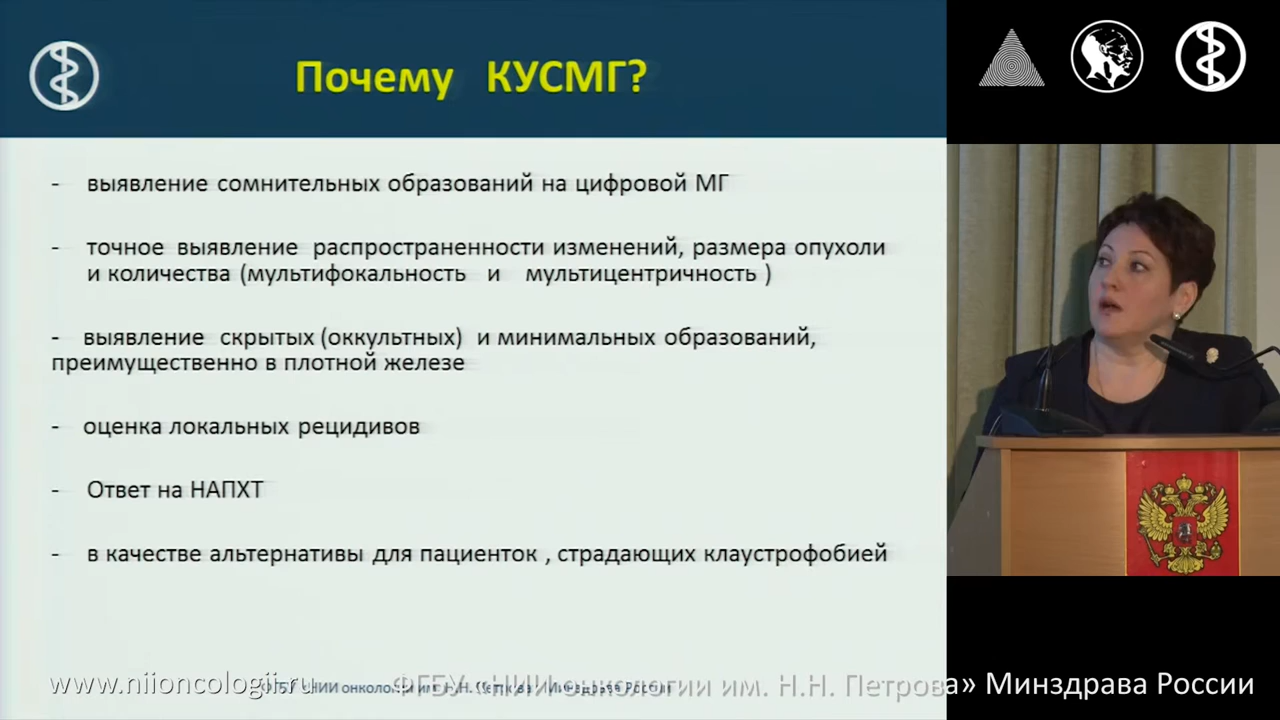 Почему КУСМГ?
- выявление сомнительных образований на цифровой МГ
- точное выявление распространенности изменений, размера опухоли
и количества (мультифокальность и мультицентричность )
- выявление скрытых (оккультных) и минимальных образований,
преимущественно в плотной железе
- оценка локальных рецидивов
- Ответ на НАПХТ
- в качестве альтернативы для пациенток , страдающих клаустрофобией
www.niioncologii.ru
ФГБУ «НИИ онкологии им. Н.Н. Петрова» Минздрава России